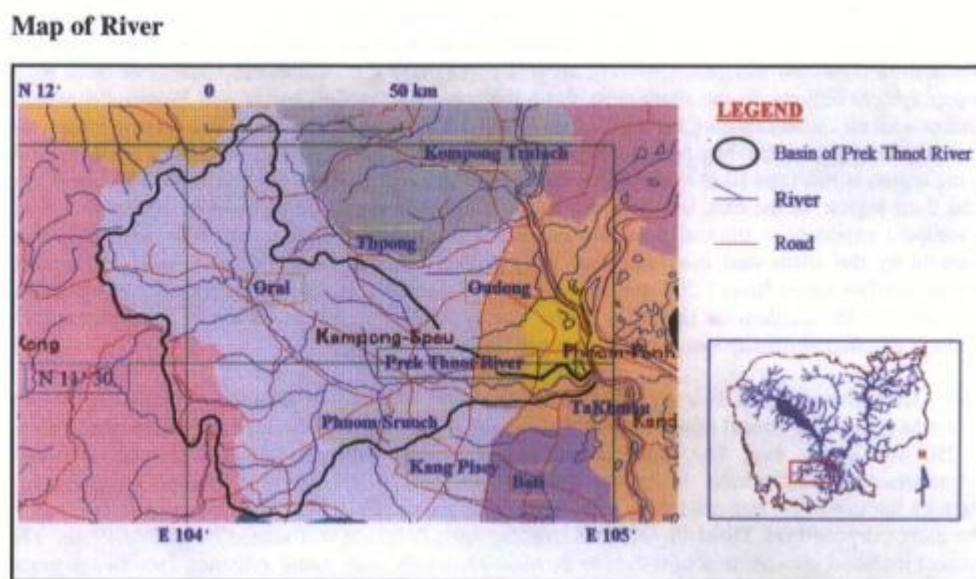 Map of River
N 12' 0 50 km
LEGEND
Basin of Prek Thnot River
River
Road
Kompong Tralach
Thpong
Oral
Oudong
Kampong-Speu
Prek Thnot River
Phnom-Penh
N 11' 30
Phnom Sruoch
TaKhmau
Kand
Kang Pisey
Bati
E 104' E 105'